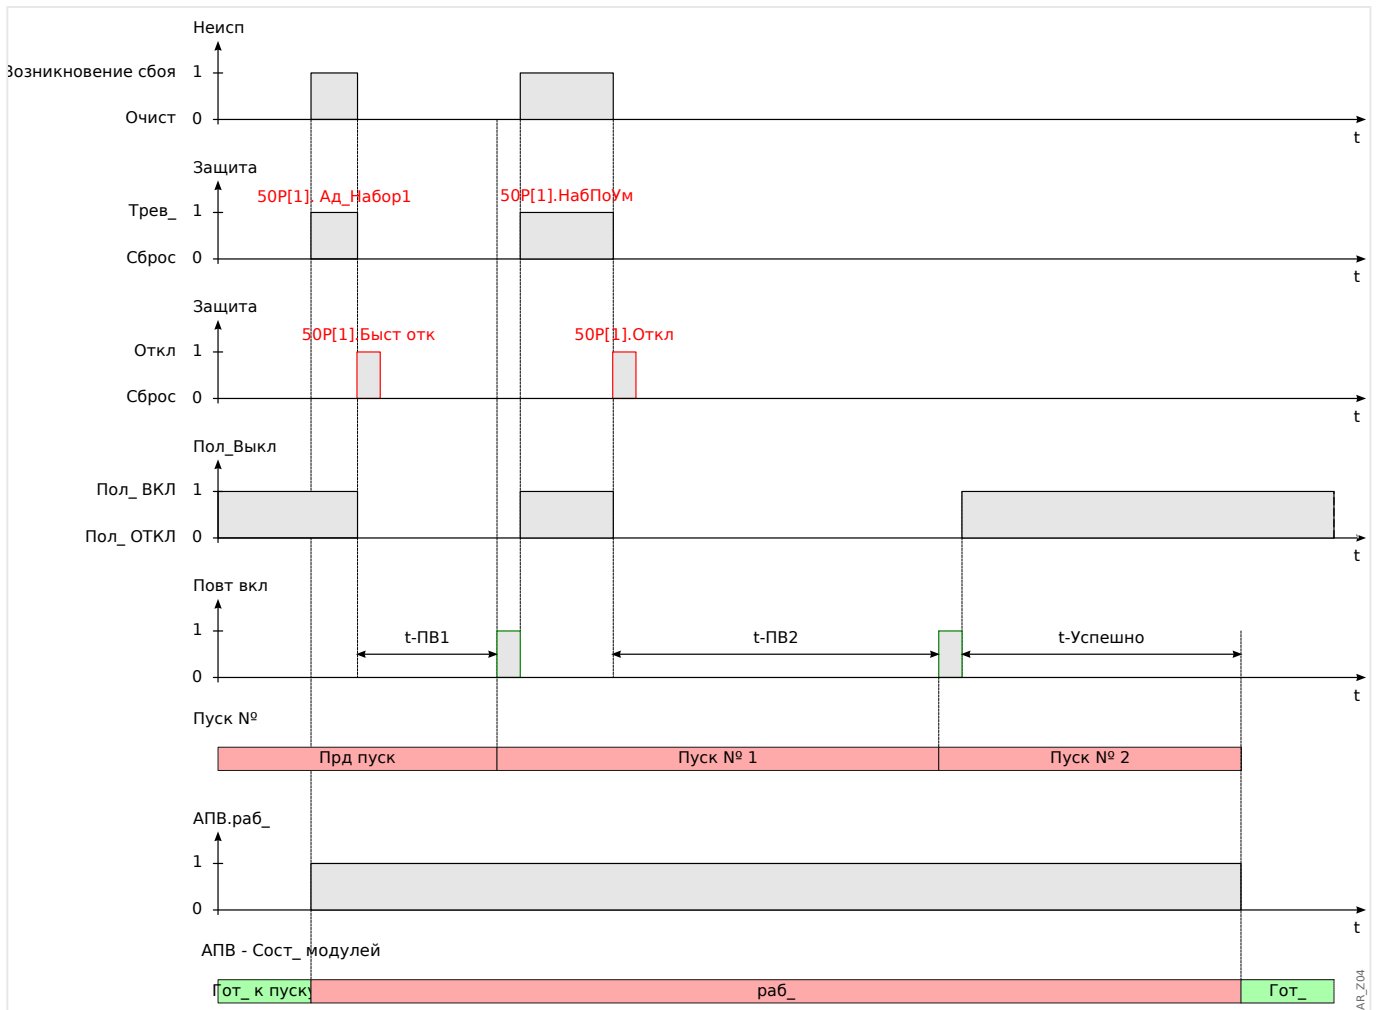 Неисп
Возникновение сбоя 1
Очист 0
t
Защита
50P[1]. Ад_Набор1 50P[1].НабПоУм
Трев_ 1
Сброс 0
t
Защита
50P[1].Быст отк 50P[1].Откл
Откл 1
Сброс 0
t
Пол_Выкл
Пол_ ВКЛ 1
Пол_ ОТКЛ 0
t
Повт вкл
1 t-ПВ1 t-ПВ2 t-Успешно
0
t
Пуск №
Прд пуск Пуск № 1 Пуск № 2
АПВ.раб_
1
0
t
АПВ - Сост_ модулей
Гот_ к пуску раб_ Гот_
AR_Z04